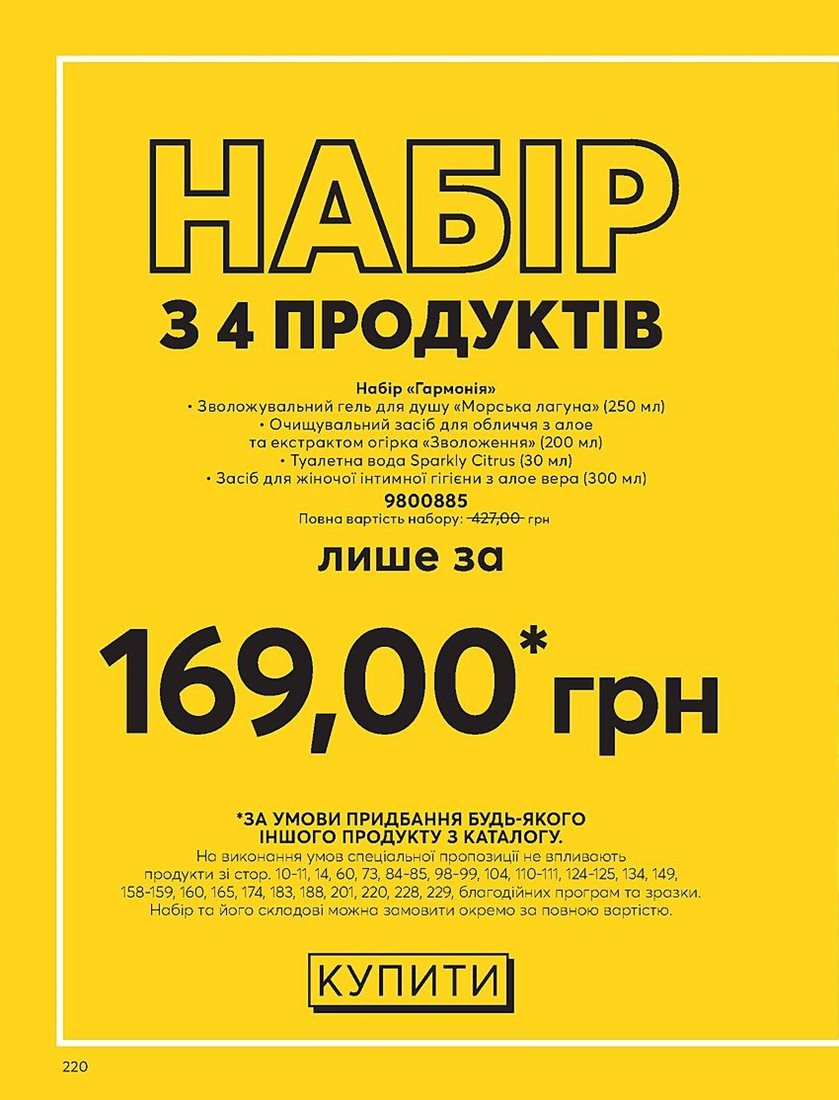 НАБІР
З 4 ПРОДУКТІВ
Набір «Гармонія»
• Зволожувальний гель для душу «Морська лагуна» (250 мл)
• Очищувальний засіб для обличчя з алое
та екстрактом огірка «Зволоження» (200 мл)
• Туалетна вода Sparkly Citrus (30 мл)
• Засіб для жіночої інтимної гігієни з алое вера (300 мл)
9800885
Повна вартість набору: 427,00 грн
лише за
169,00* грн
*ЗА УМОВИ ПРИДБАННЯ БУДЬ-ЯКОГО
ІНШОГО ПРОДУКТУ З КАТАЛОГУ.
На виконання умов спеціальної пропозиції не впливають
продукти зі стор. 10-11, 14, 60, 73, 84-85, 98-99, 104, 110-111, 124-125, 134, 149,
158-159, 160, 165, 174, 183, 188, 201, 220, 228, 229, благодійних програм та зразки.
Набір та його складові можна замовити окремо за повною вартістю.
КУПИТИ
220